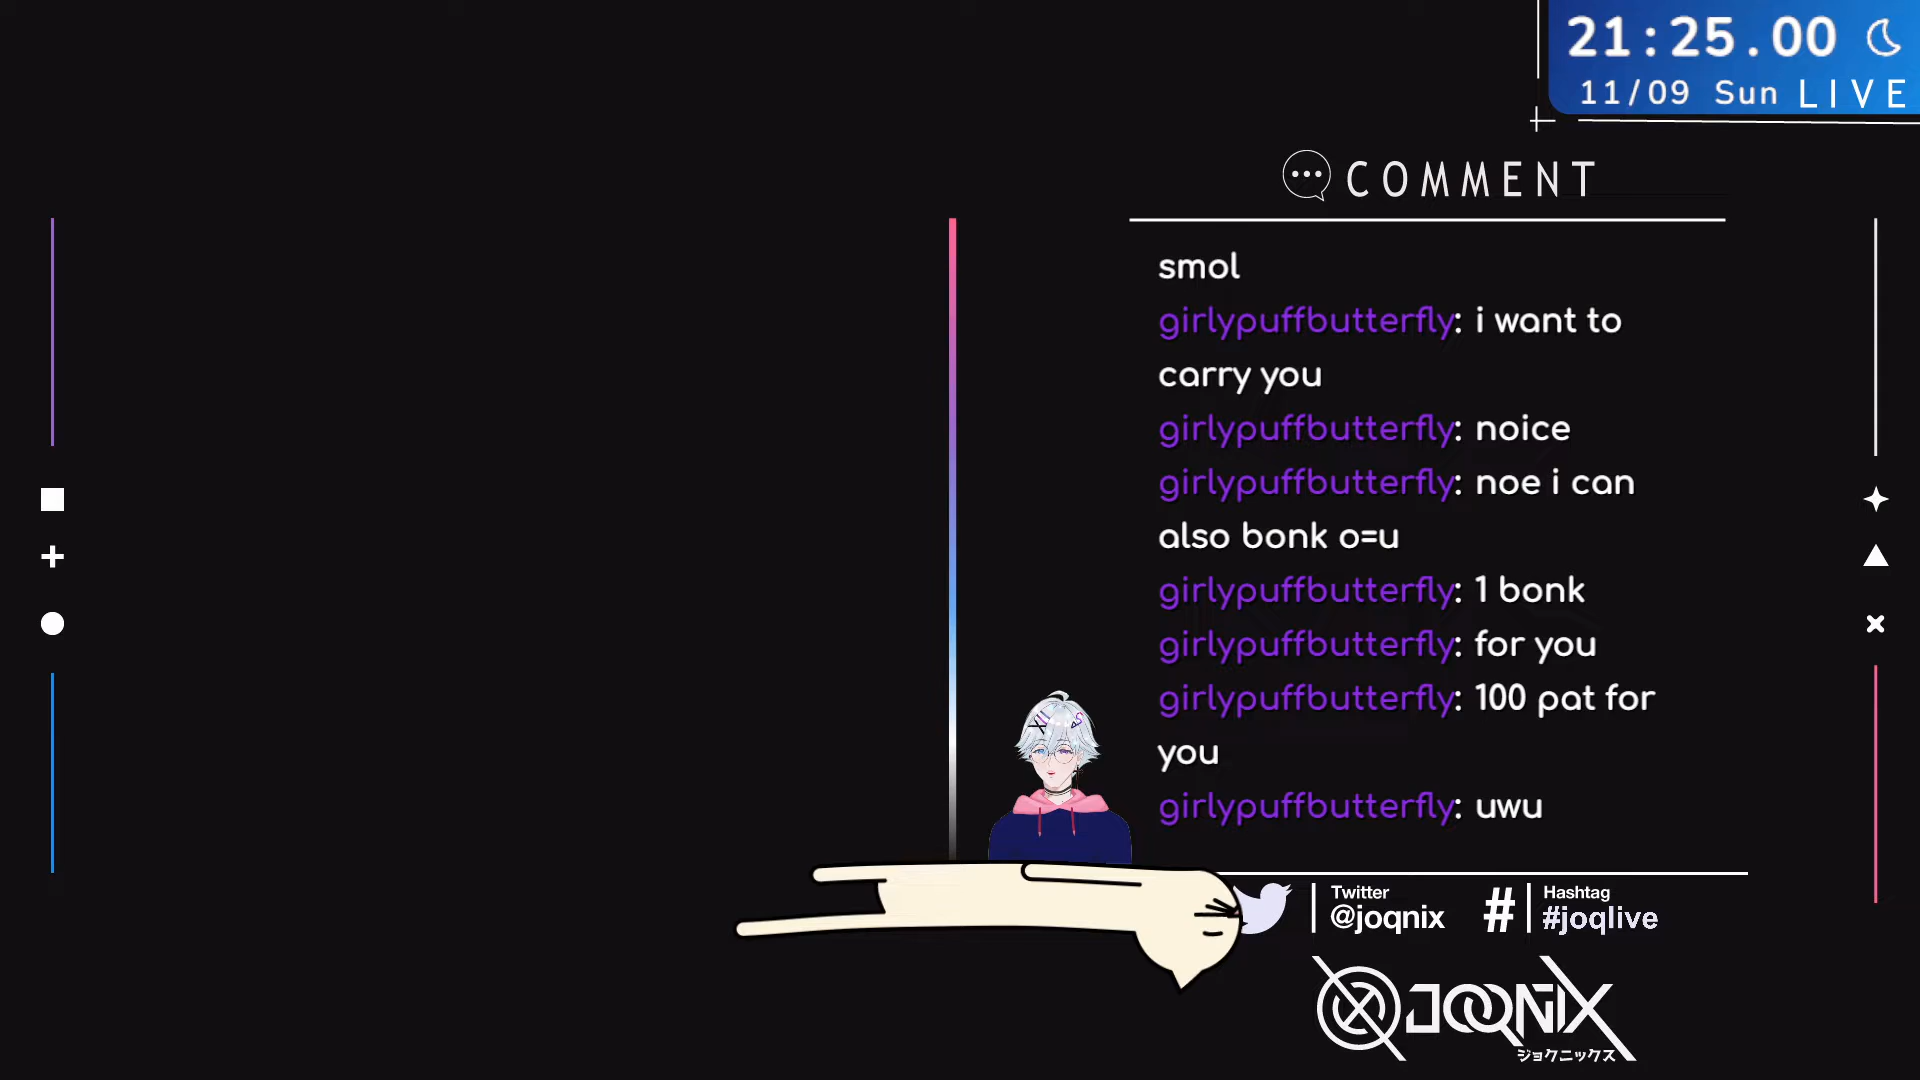 21:25.00
11/09 Sun LIVE
COMMENT
smol
girlypuffbutterfly: i want to
carry you
girlypuffbutterfly: noice
girlypuffbutterfly: noe i can
also bonk o=u
girlypuffbutterfly: 1 bonk
girlypuffbutterfly: for you
girlypuffbutterfly: 100 pat for
you
girlypuffbutterfly: uwu
Twitter
@joqnix
# Hashtag
#joqlive
JOQNIX
ジョクニックス